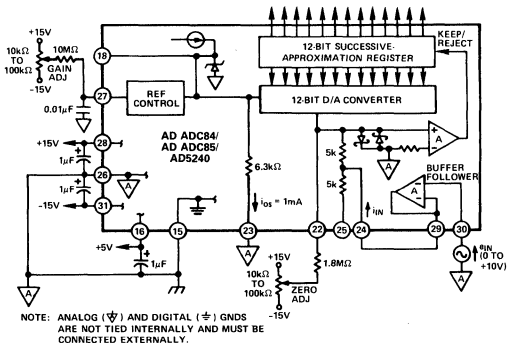 +15V
10kΩ
TO
100kΩ
-15V
10MΩ
GAIN
ADJ
0.01μF
18
27
REF
CONTROL
12-BIT SUCCESSIVE-
APPROXIMATION REGISTER
KEEP/
REJECT
12-BIT D/A CONVERTER
AD ADC84/
AD ADC85/
AD5240
6.3kΩ
iOS = 1mA
5k
5k
A
A
BUFFER
FOLLOWER
A
iIN
+15V
28
1μF
26
A
1μF
-15V
31
16
15
23
22
25
24
29
30
+5V
1μF
A
A
+15V
10kΩ
TO
100kΩ
-15V
ZERO
ADJ
1.8MΩ
eIN
(0 TO
+10V)
A
NOTE: ANALOG (A) AND DIGITAL (⏚) GNDS
ARE NOT TIED INTERNALLY AND MUST BE
CONNECTED EXTERNALLY.